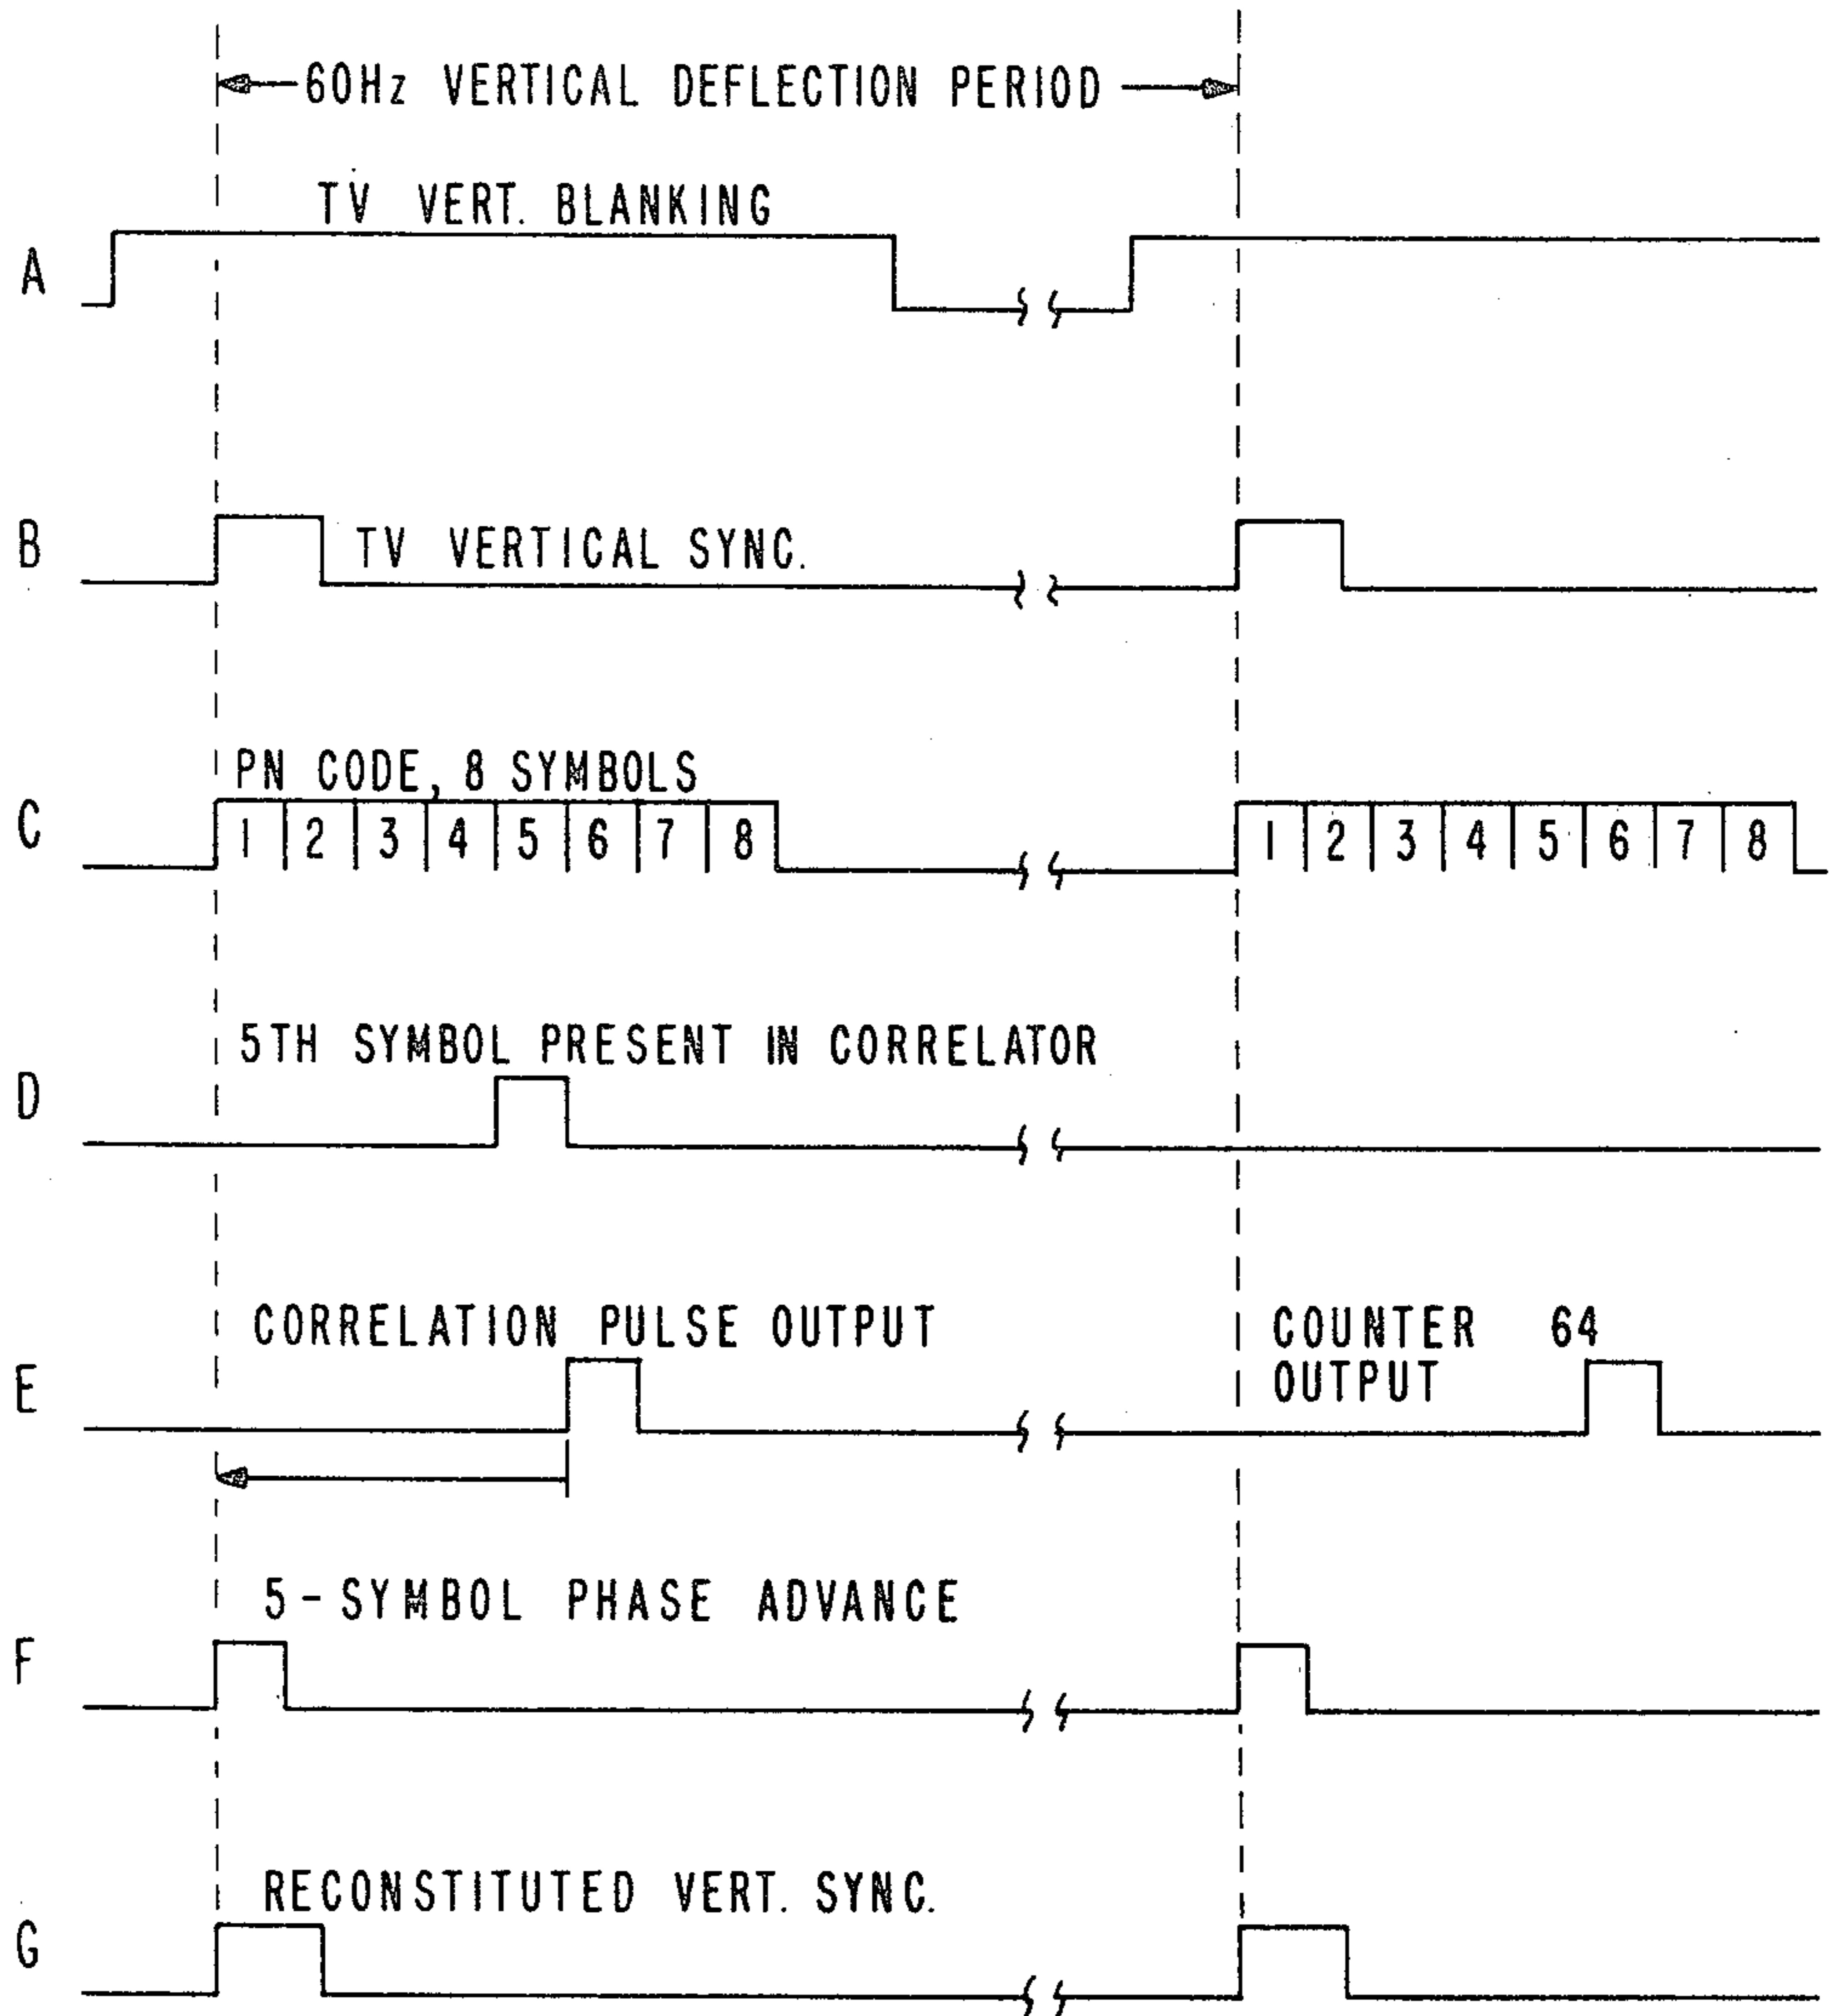 60Hz VERTICAL DEFLECTION PERIOD
TV VERT. BLANKING
A
B
TV VERTICAL SYNC.
PN CODE, 8 SYMBOLS
C
1 2 3 4 5 6 7 8
1 2 3 4 5 6 7 8
5TH SYMBOL PRESENT IN CORRELATOR
D
CORRELATION PULSE OUTPUT
COUNTER 64
OUTPUT
E
5-SYMBOL PHASE ADVANCE
F
RECONSTITUTED VERT. SYNC.
G